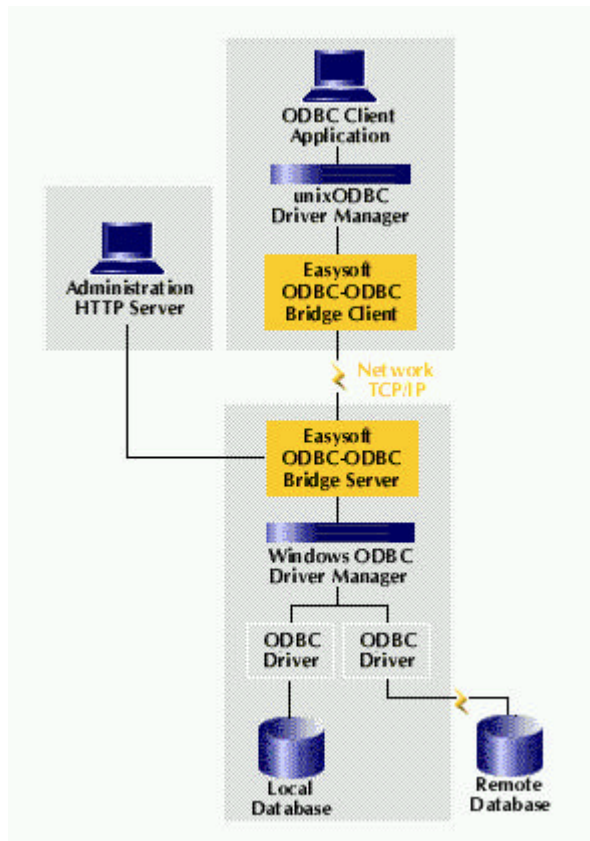 ODBC Client
Application
unixODBC
Driver Manager
Administration
HTTP Server
Easysoft
ODBC-ODBC
Bridge Client
Network
TCP/IP
Easysoft
ODBC-ODBC
Bridge Server
Windows ODBC
Driver Manager
ODBC
Driver
ODBC
Driver
Local
Database
Remote
Database